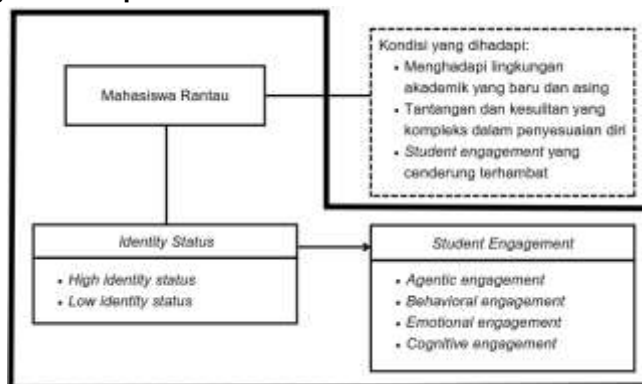 Mahasiswa Rantau
Kondisi yang dihadapi:
• Menghadapi lingkungan
akademik yang baru dan asing
• Tantangan dan kesulitan yang
kompleks dalam penyesuaian diri
• Student engagement yang
cenderung terhambat
Identity Status
• High identity status
• Low identity status
Student Engagement
• Agentic engagement
• Behavioral engagement
• Emotional engagement
• Cognitive engagement